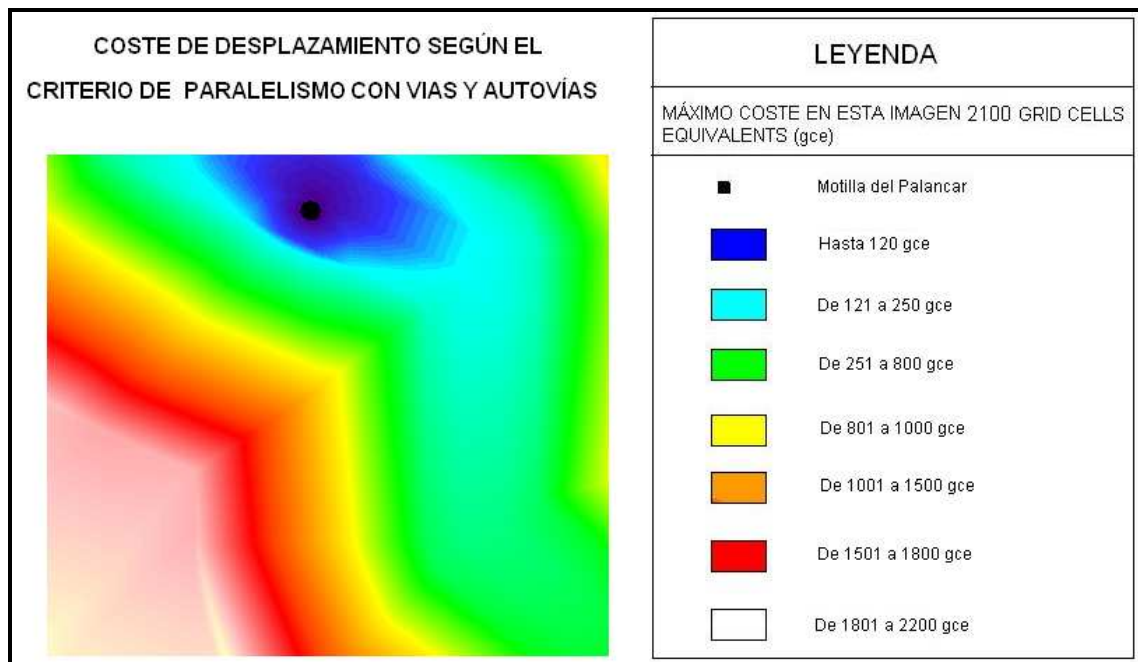 COSTE DE DESPLAZAMIENTO SEGÚN EL
CRITERIO DE PARALELISMO CON VIAS Y AUTOVÍAS
LEYENDA
MÁXIMO COSTE EN ESTA IMAGEN 2100 GRID CELLS
EQUIVALENTS (gce)
Motilla del Palancar
Hasta 120 gce
De 121 a 250 gce
De 251 a 800 gce
De 801 a 1000 gce
De 1001 a 1500 gce
De 1501 a 1800 gce
De 1801 a 2200 gce